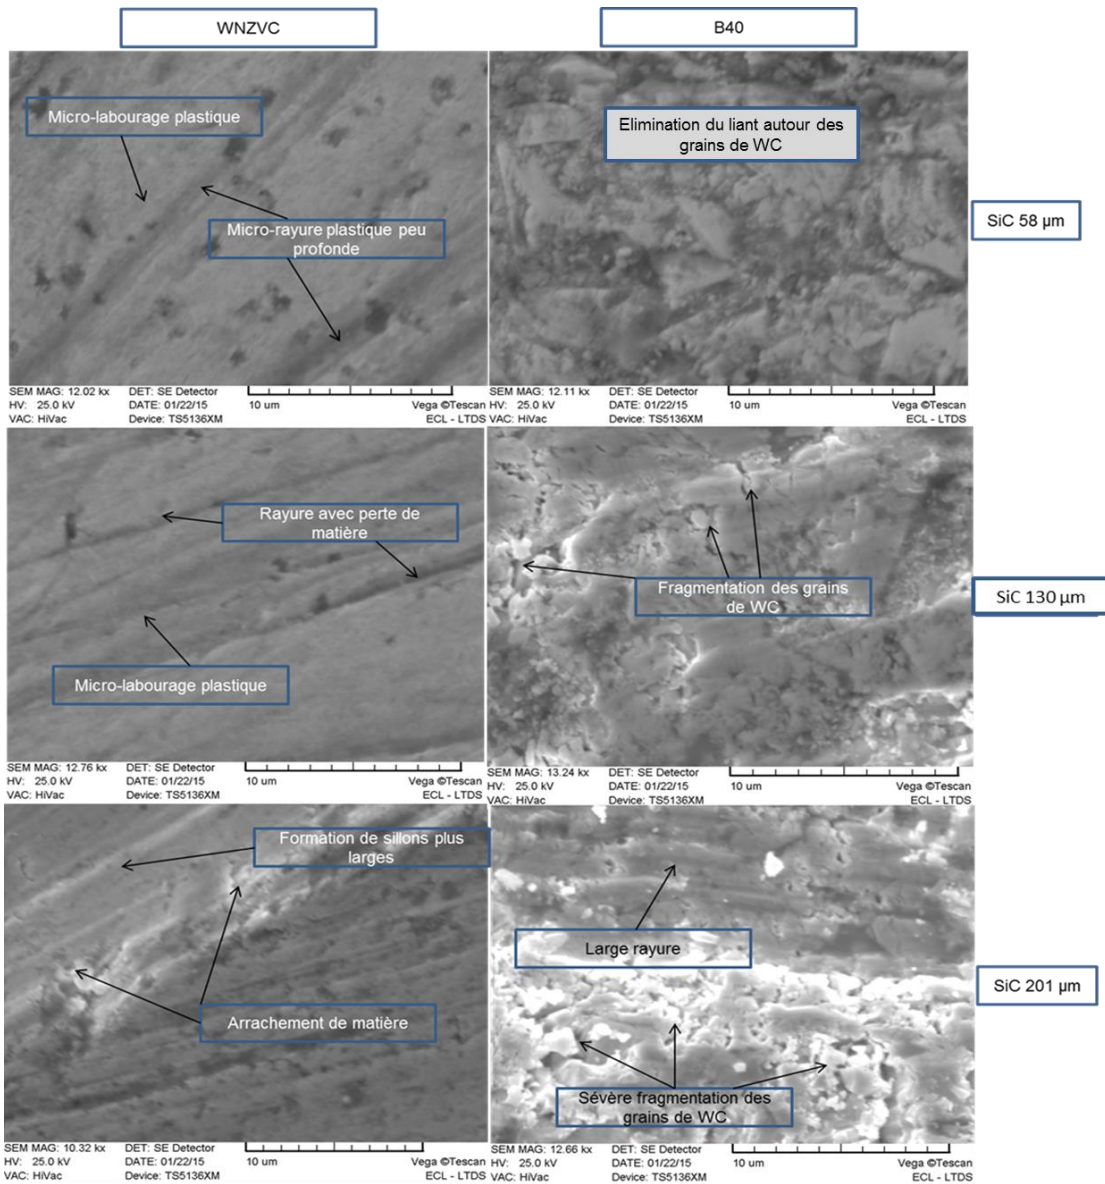 WNZVC
B40
Micro-labourage plastique
Micro-rayure plastique peu
profonde
SEM MAG: 12.02 kx
DET: SE Detector
HV: 25.0 kV
DATE: 01/22/15
10 um
Vega ©Tescan
VAC: HiVac
Device: TS5136XM
ECL - LTDS
Elimination du liant autour des
grains de WC
SEM MAG: 12.11 kx
DET: SE Detector
HV: 25.0 kV
DATE: 01/22/15
10 um
Vega ©Tescan
VAC: HiVac
Device: TS5136XM
ECL - LTDS
SiC 58 µm
Rayure avec perte de
matière
Micro-labourage plastique
SEM MAG: 12.76 kx
DET: SE Detector
HV: 25.0 kV
DATE: 01/22/15
10 um
Vega ©Tescan
VAC: HiVac
Device: TS5136XM
ECL - LTDS
Fragmentation des grains
de WC
SEM MAG: 13.24 kx
DET: SE Detector
HV: 25.0 kV
DATE: 01/22/15
10 um
Vega ©Tescan
VAC: HiVac
Device: TS5136XM
ECL - LTDS
SiC 130 µm
Formation de sillons plus
larges
Arrachement de matière
SEM MAG: 10.32 kx
DET: SE Detector
HV: 25.0 kV
DATE: 01/22/15
10 um
Vega ©Tescan
VAC: HiVac
Device: TS5136XM
ECL - LTDS
Large rayure
Sévère fragmentation des
grains de WC
SEM MAG: 12.66 kx
DET: SE Detector
HV: 25.0 kV
DATE: 01/22/15
10 um
Vega ©Tescan
VAC: HiVac
Device: TS5136XM
ECL - LTDS
SiC 201 µm